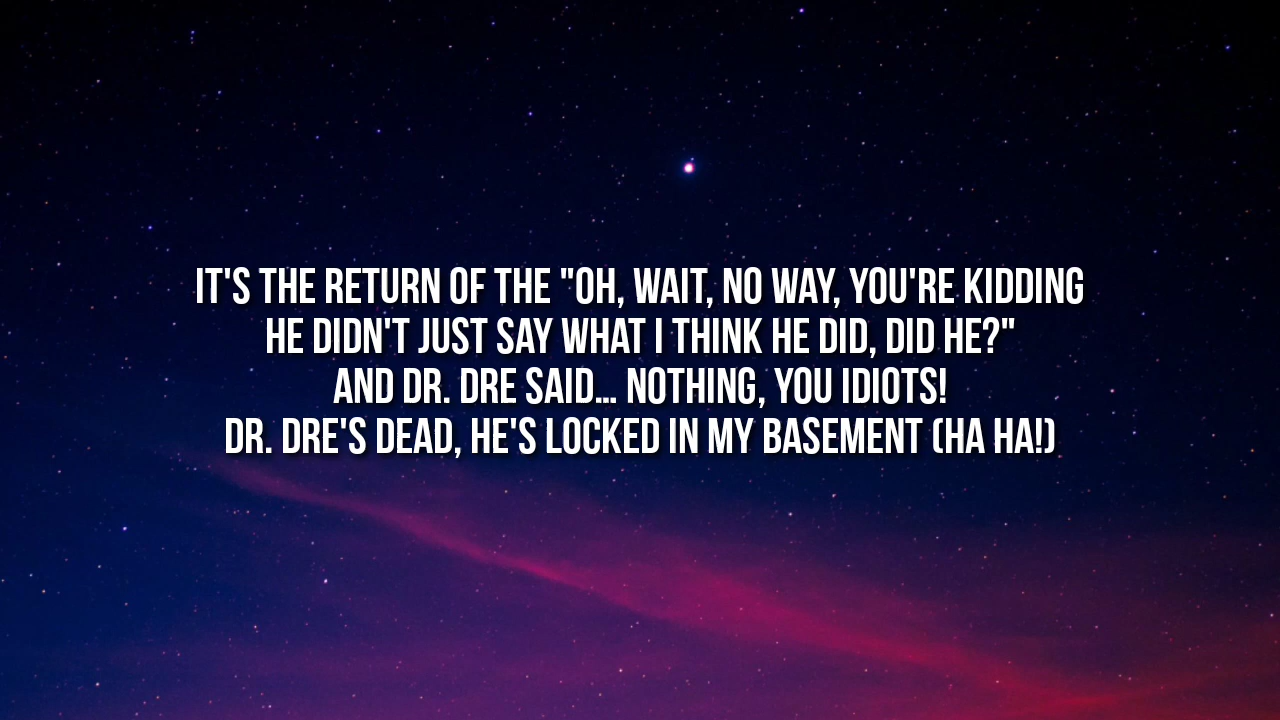 IT'S THE RETURN OF THE "OH, WAIT, NO WAY, YOU'RE KIDDING
HE DIDN'T JUST SAY WHAT I THINK HE DID, DID HE?"
AND DR. DRE SAID... NOTHING, YOU IDIOTS!
DR. DRE'S DEAD, HE'S LOCKED IN MY BASEMENT (HA HA!)